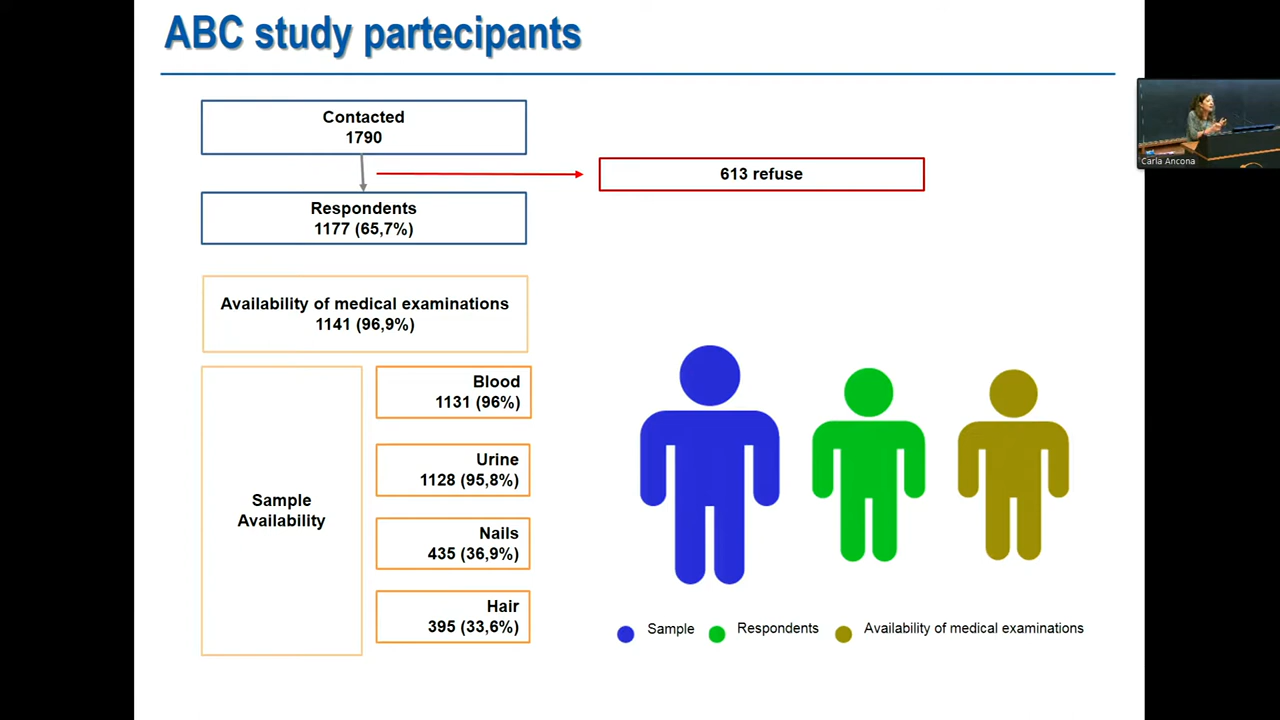 ABC study partecipants
Contacted
1790
613 refuse
Respondents
1177 (65,7%)
Availability of medical examinations
1141 (96,9%)
Sample
Availability
Blood
1131 (96%)
Urine
1128 (95,8%)
Nails
435 (36,9%)
Hair
395 (33,6%)
Sample
Respondents
Availability of medical examinations
Carla Ancona